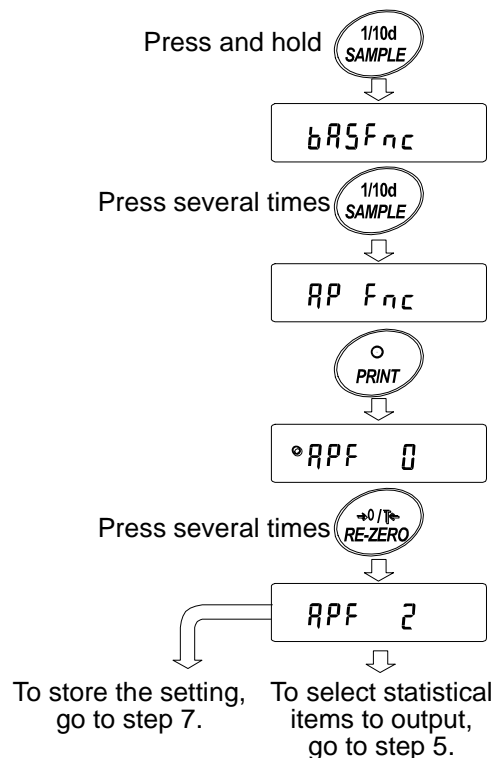 Press and hold
1/10d
SAMPLE
bASFnc
Press several times
1/10d
SAMPLE
AP Fnc
PRINT
APF 0
Press several times
→0/T←
RE-ZERO
APF 2
To store the setting,
go to step 7.
To select statistical
items to output,
go to step 5.